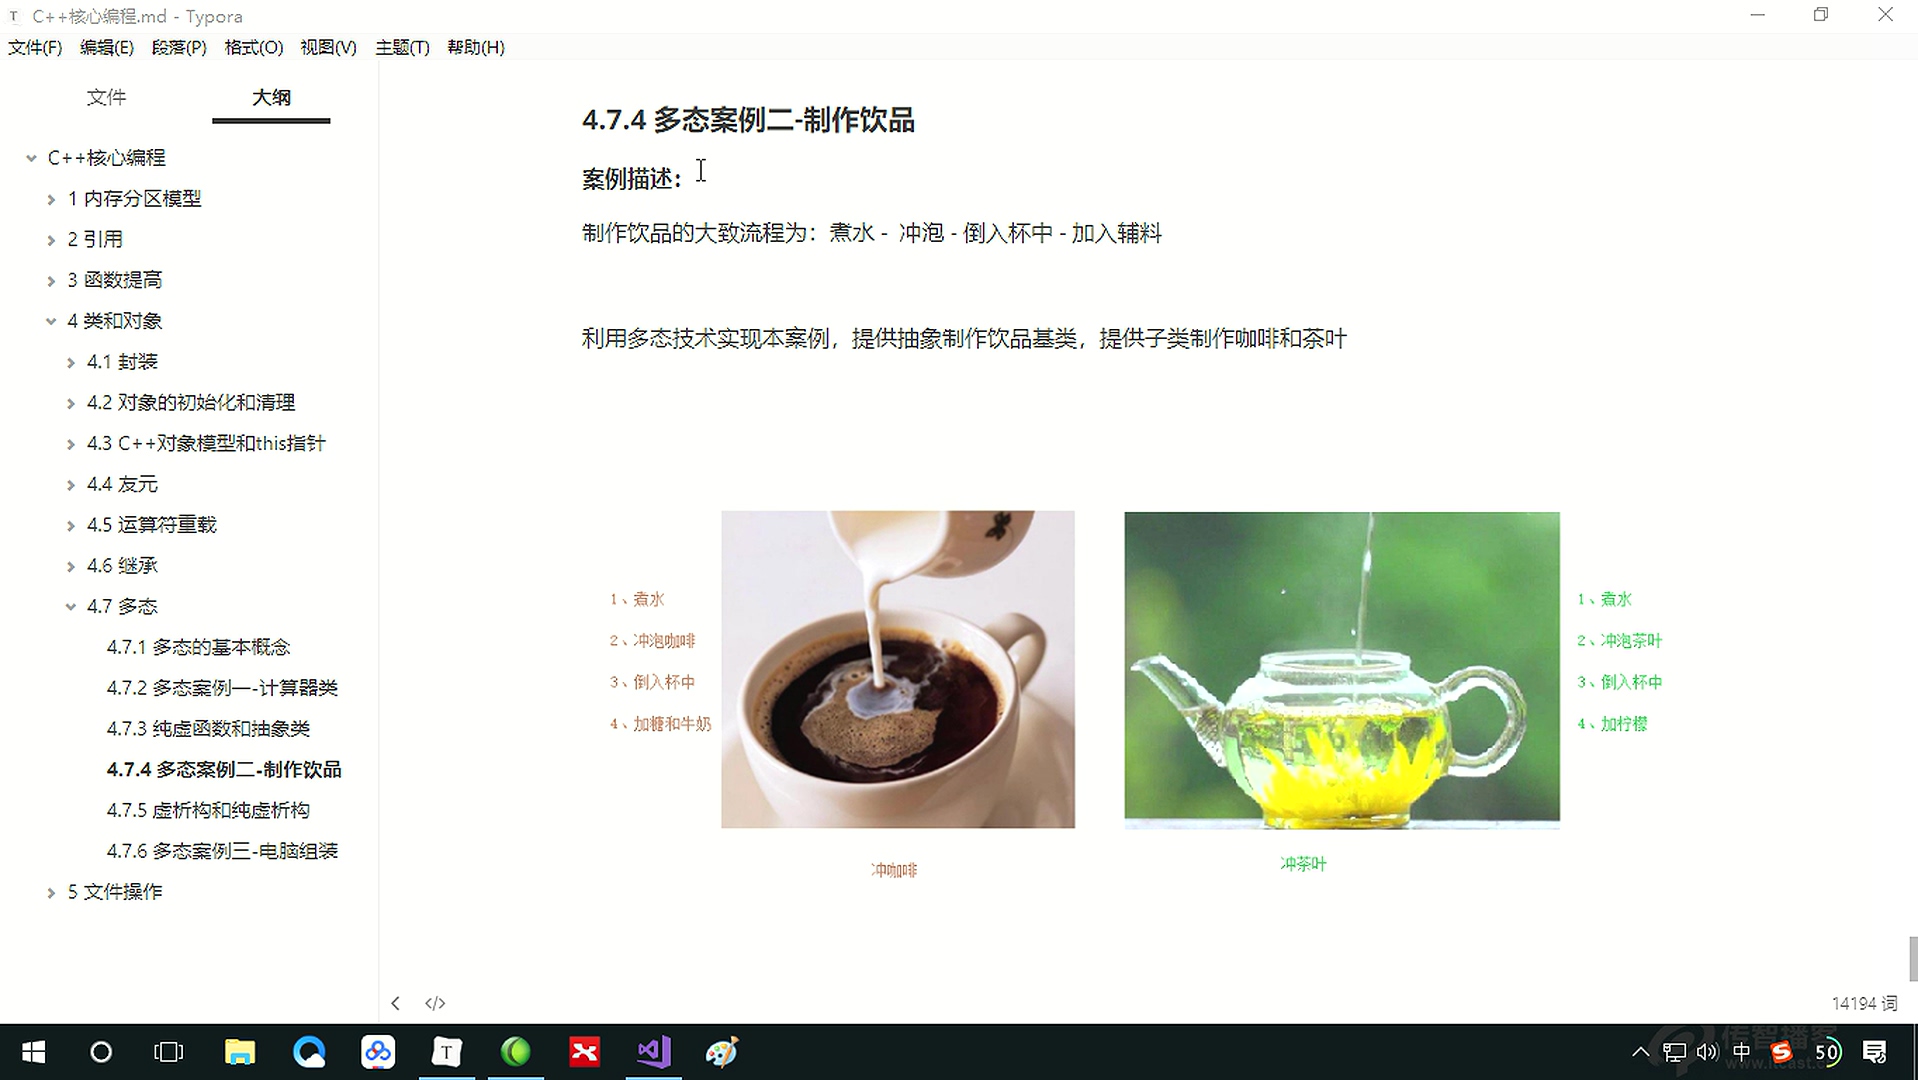 C++核心编程.md - Typora
文件(F) 编辑(E) 段落(P) 格式(O) 视图(V) 主题(T) 帮助(H)
文件 大纲
C++核心编程
1 内存分区模型
2 引用
3 函数提高
4 类和对象
4.1 封装
4.2 对象的初始化和清理
4.3 C++对象模型和this指针
4.4 友元
4.5 运算符重载
4.6 继承
4.7 多态
4.7.1 多态的基本概念
4.7.2 多态案例一-计算器类
4.7.3 纯虚函数和抽象类
4.7.4 多态案例二-制作饮品
4.7.5 虚析构和纯虚析构
4.7.6 多态案例三-电脑组装
5 文件操作
4.7.4 多态案例二-制作饮品
案例描述：
制作饮品的大致流程为：煮水 - 冲泡 - 倒入杯中 - 加入辅料
利用多态技术实现本案例，提供抽象制作饮品基类，提供子类制作咖啡和茶叶
1、煮水
2、冲泡咖啡
3、倒入杯中
4、加糖和牛奶
冲咖啡
1、煮水
2、冲泡茶叶
3、倒入杯中
4、加柠檬
冲茶叶
14194 词
中
50
传智播客